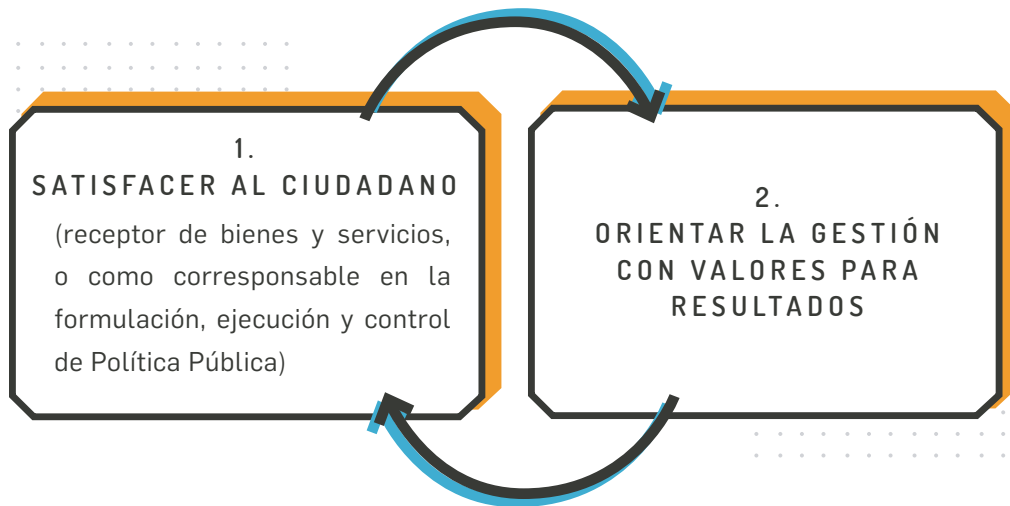 1.
SATISFACER AL CIUDADANO
(receptor de bienes y servicios,
o como corresponsable en la
formulación, ejecución y control
de Política Pública)
2.
ORIENTAR LA GESTIÓN
CON VALORES PARA
RESULTADOS